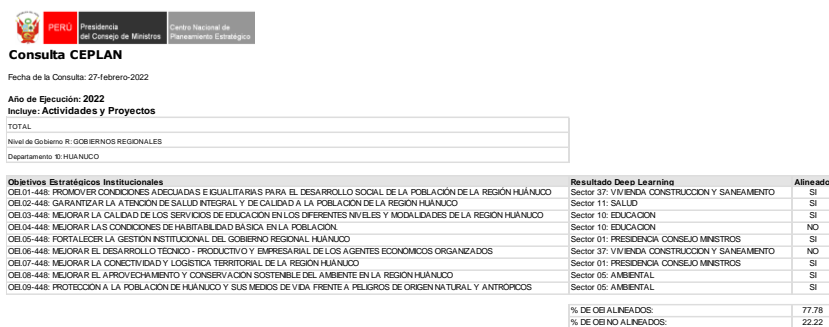 PERÚ Presidencia del Consejo de Ministros Centro Nacional de Planeamiento Estratégico
Consulta CEPLAN
Fecha de la Consulta: 27-febrero-2022
Año de Ejecución: 2022
Incluye: Actividades y Proyectos
TOTAL
Nivel de Gobierno R: GOBIERNOS REGIONALES
Departamento 10: HUANUCO
Objetivos Estratégicos Institucionales Resultado Deep Learning Alineado
OEI.01-448: PROMOVER CONDICIONES ADECUADAS E IGUALITARIAS PARA EL DESARROLLO SOCIAL DE LA POBLACIÓN DE LA REGIÓN HUÁNUCO Sector 37: VIVIENDA CONSTRUCCION Y SANEAMIENTO SI
OEI.02-448: GARANTIZAR LA ATENCIÓN DE SALUD INTEGRAL Y DE CALIDAD A LA POBLACIÓN DE LA REGIÓN HUÁNUCO Sector 11: SALUD SI
OEI.03-448: MEJORAR LA CALIDAD DE LOS SERVICIOS DE EDUCACIÓN EN LOS DIFERENTES NIVELES Y MODALIDADES DE LA REGIÓN HUÁNUCO Sector 10: EDUCACION SI
OEI.04-448: MEJORAR LAS CONDICIONES DE HABITABILIDAD BÁSICA EN LA POBLACIÓN. Sector 10: EDUCACION NO
OEI.05-448: FORTALECER LA GESTIÓN INSTITUCIONAL DEL GOBIERNO REGIONAL HUÁNUCO Sector 01: PRESIDENCIA CONSEJO MINISTROS SI
OEI.06-448: MEJORAR EL DESARROLLO TÉCNICO - PRODUCTIVO Y EMPRESARIAL DE LOS AGENTES ECONÓMICOS ORGANIZADOS Sector 37: VIVIENDA CONSTRUCCION Y SANEAMIENTO NO
OEI.07-448: MEJORAR LA CONECTIVIDAD Y LOGÍSTICA TERRITORIAL DE LA REGIÓN HUÁNUCO Sector 01: PRESIDENCIA CONSEJO MINISTROS SI
OEI.08-448: MEJORAR EL APROVECHAMIENTO Y CONSERVACIÓN SOSTENIBLE DEL AMBIENTE EN LA REGIÓN HUÁNUCO Sector 05: AMBIENTAL SI
OEI.09-448: PROTECCIÓN A LA POBLACIÓN DE HUÁNUCO Y SUS MEDIOS DE VIDA FRENTE A PELIGROS DE ORIGEN NATURAL Y ANTRÓPICOS Sector 05: AMBIENTAL SI
% DE OEI ALINEADOS: 77.78
% DE OEI NO ALINEADOS: 22.22